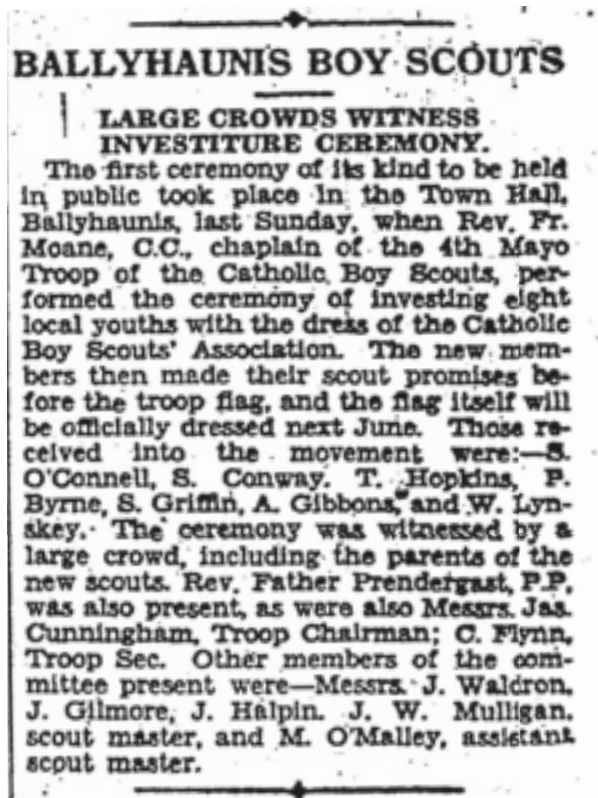 BALLYHAUNIS BOY SCOUTS
LARGE CROWDS WITNESS
INVESTITURE CEREMONY.
The first ceremony of its kind to be held
in public took place in the Town Hall,
Ballyhaunis, last Sunday, when Rev. Fr.
Moane, C.C., chaplain of the 4th Mayo
Troop of the Catholic Boy Scouts, per-
formed the ceremony of investing eight
local youths with the dress of the Catholic
Boy Scouts' Association. The new mem-
bers then made their scout promises be-
fore the troop flag, and the flag itself will
be officially dressed next June. Those re-
ceived into the movement were:—S.
O'Connell, S. Conway. T. Hopkins, P.
Byrne, S. Griffin, A. Gibbons, and W. Lyn-
skey. The ceremony was witnessed by a
large crowd, including the parents of the
new scouts. Rev. Father Prendergast, P.P.
was also present, as were also Messrs. Jas.
Cunningham, Troop Chairman; C. Flynn,
Troop Sec. Other members of the com-
mittee present were—Messrs. J. Waldron.
J. Gilmore, J. Halpin. J. W. Mulligan.
scout master, and M. O'Malley, assistant
scout master.